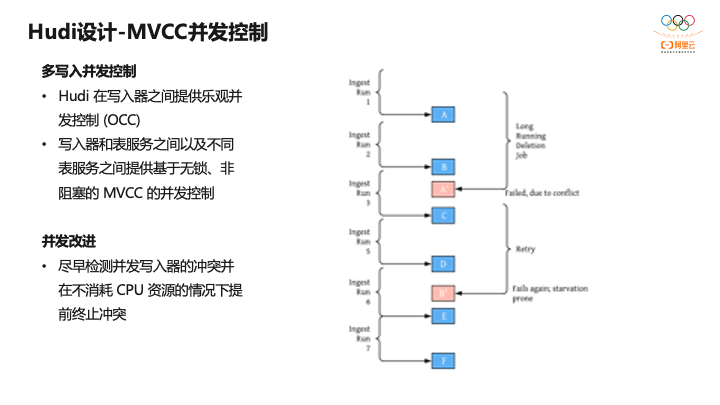 Hudi设计-MVCC并发控制
阿里云
多写入并发控制
• Hudi 在写入器之间提供乐观并
发控制 (OCC)
• 写入器和表服务之间以及不同
表服务之间提供基于无锁、非
阻塞的 MVCC 的并发控制
并发改进
• 尽早检测并发写入器的冲突并
在不消耗 CPU 资源的情况下提
前终止冲突
Ingest
Run
1
A
Long
Running
Deletion
Job
Ingest
Run
2
B
A'
Failed, due to conflict
Ingest
Run
3
C
Ingest
Run
5
D
Retry
Ingest
Run
6
B'
Fails again; starvation
prone
E
Ingest
Run
7
F